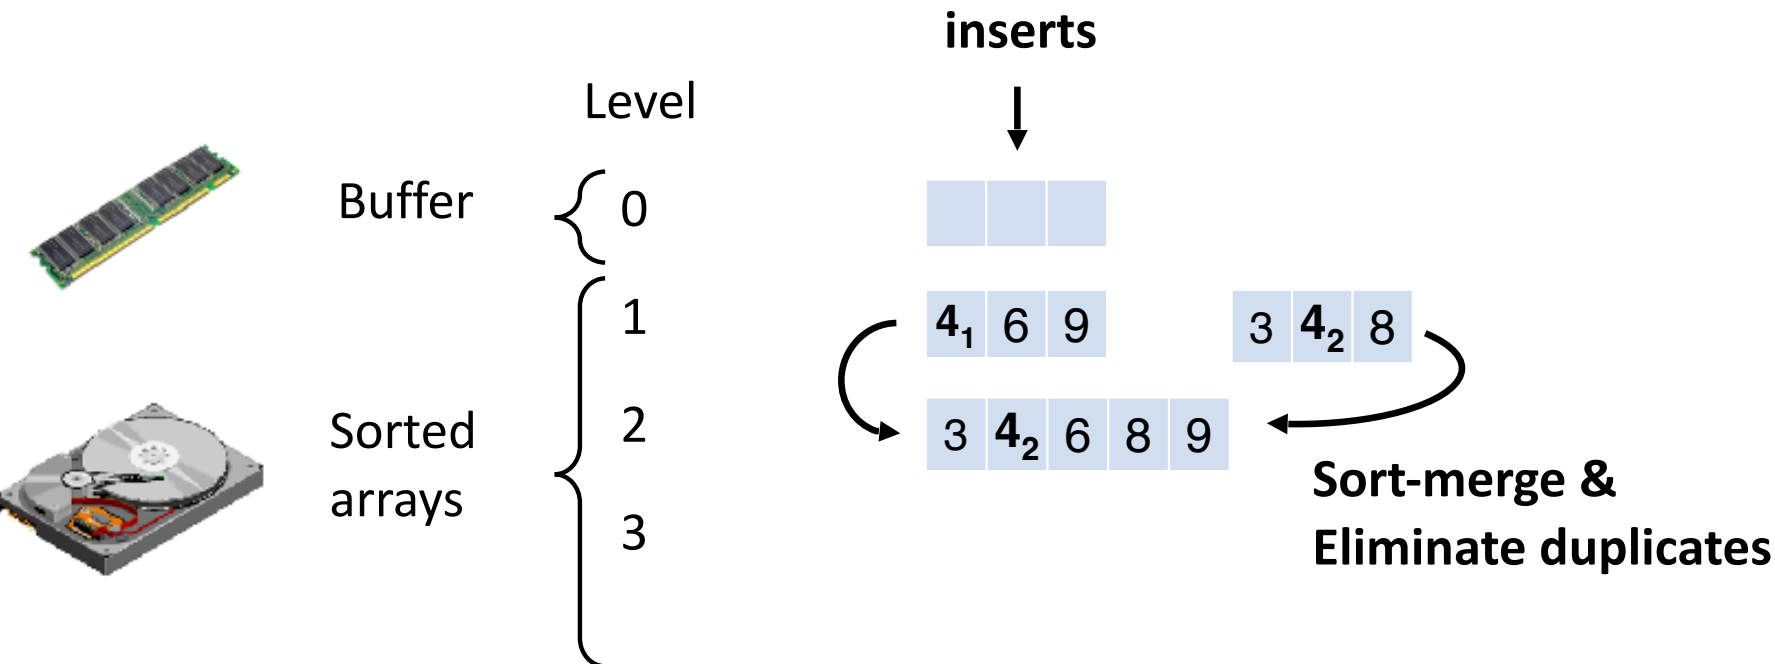 inserts
Level
Buffer
0
1
4₁ 6 9
3 4₂ 8
Sorted
arrays
2
3 4₂ 6 8 9
3
Sort-merge &
Eliminate duplicates